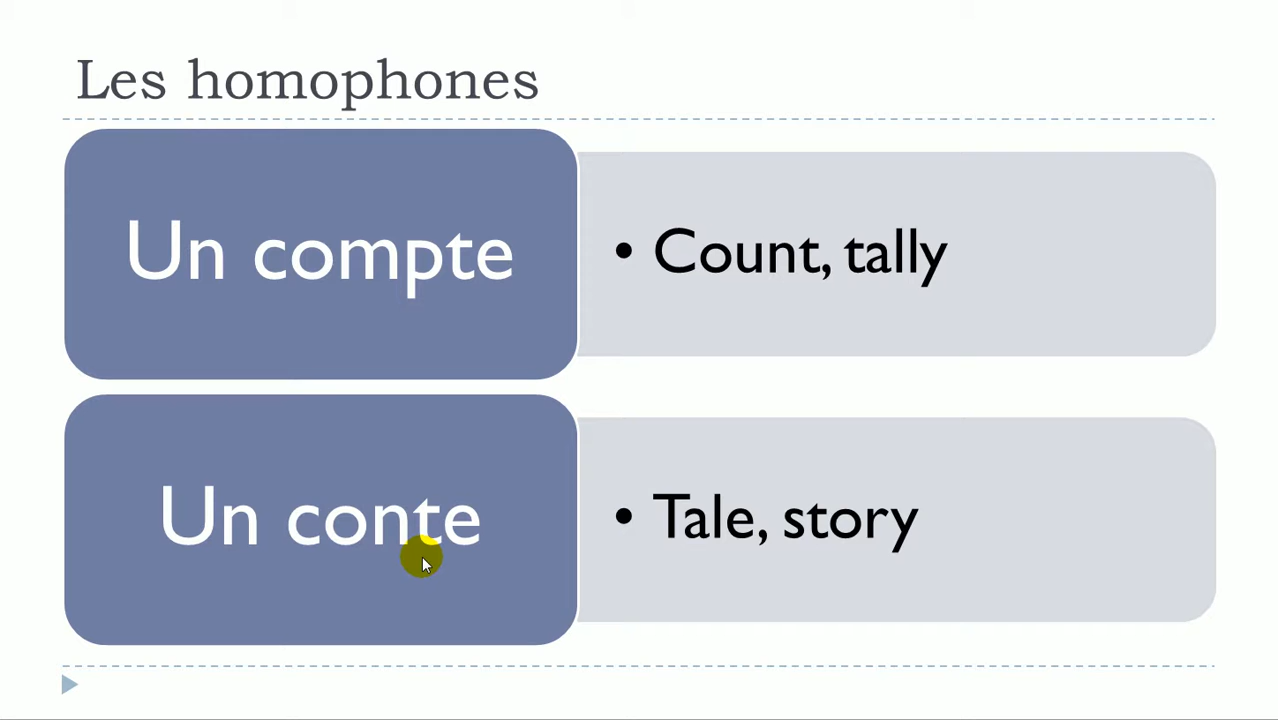 Les homophones
Un compte
• Count, tally
Un conte
• Tale, story